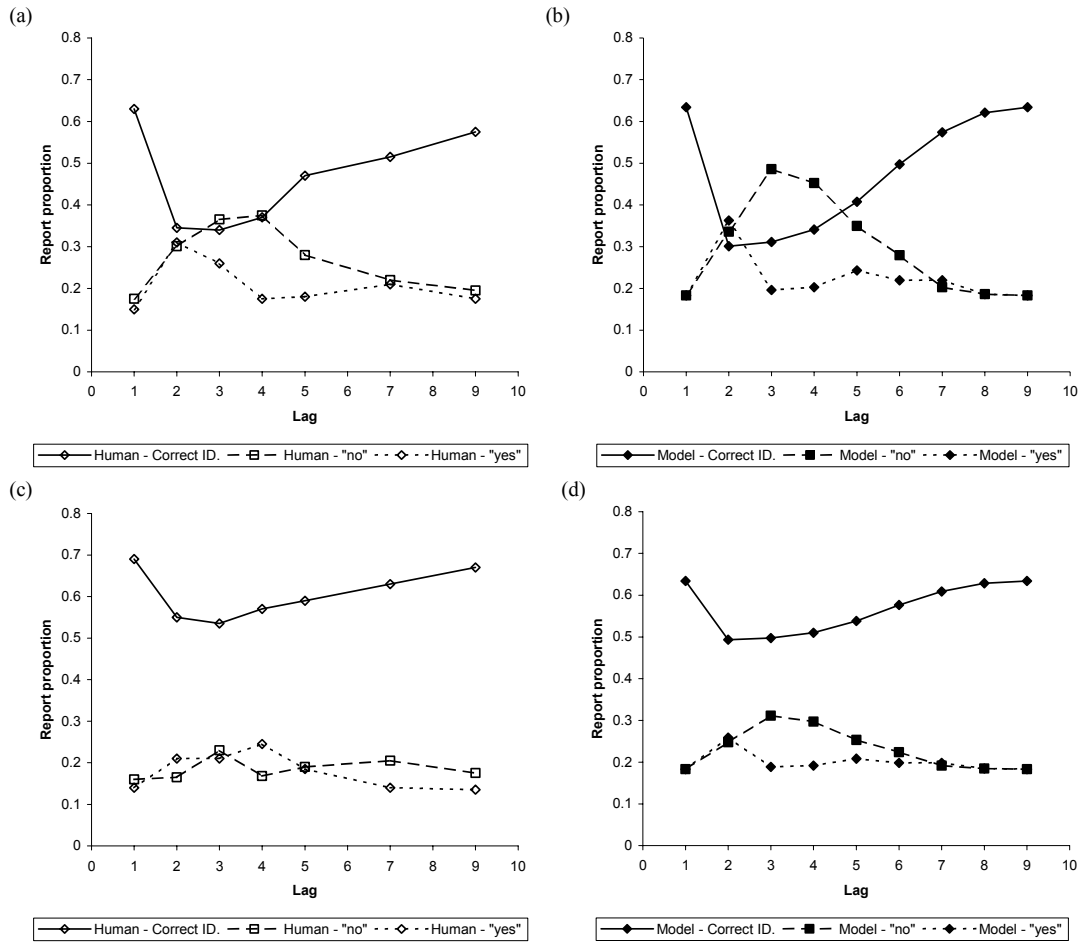 (a)
0.8
0.7
0.6
0.5
0.4
0.3
0.2
0.1
0
Report proportion
0 1 2 3 4 5 6 7 8 9 10
Lag
Human - Correct ID. Human - "no" Human - "yes"
(b)
0.8
0.7
0.6
0.5
0.4
0.3
0.2
0.1
0
Report proportion
0 1 2 3 4 5 6 7 8 9 10
Lag
Model - Correct ID. Model - "no" Model - "yes"
(c)
0.8
0.7
0.6
0.5
0.4
0.3
0.2
0.1
0
Report proportion
0 1 2 3 4 5 6 7 8 9 10
Lag
Human - Correct ID. Human - "no" Human - "yes"
(d)
0.8
0.7
0.6
0.5
0.4
0.3
0.2
0.1
0
Report proportion
0 1 2 3 4 5 6 7 8 9 10
Lag
Model - Correct ID. Model - "no" Model - "yes"